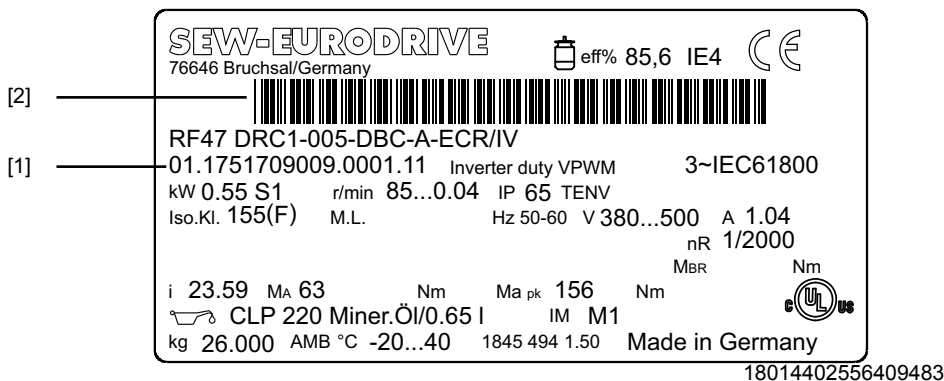 SEW-EURODRIVE
76646 Bruchsal/Germany
eff% 85,6 IE4 CE
[2]
RF47 DRC1-005-DBC-A-ECR/IV
[1] 01.1751709009.0001.11 Inverter duty VPWM 3~IEC61800
kW 0.55 S1 r/min 85...0.04 IP 65 TENV
Iso.Kl. 155(F) M.L. Hz 50-60 V 380...500 A 1.04
nR 1/2000
MBR Nm
i 23.59 MA 63 Nm Ma pk 156 Nm
C UL US
CLP 220 Miner.Öl/0.65 l IM M1
kg 26.000 AMB °C -20...40 1845 494 1.50 Made in Germany
18014402556409483